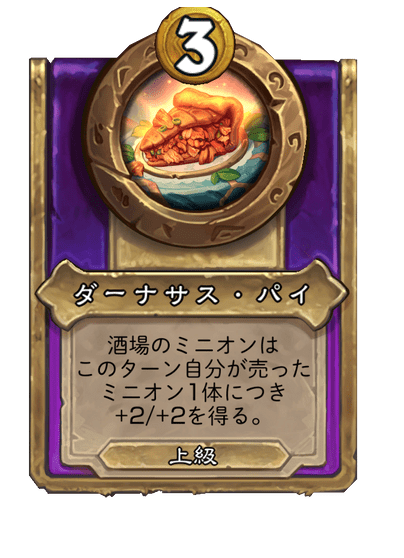 3
ダーナサス・パイ
酒場のミニオンは
このターン自分が売った
ミニオン1体につき
+2/+2を得る。
上級